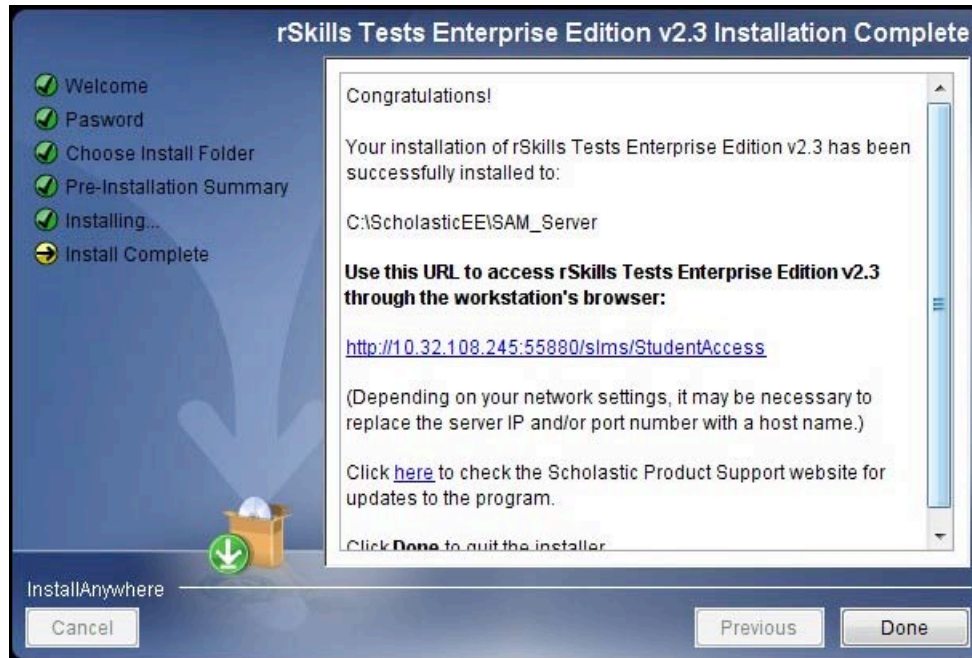 rSkills Tests Enterprise Edition v2.3 Installation Complete
Welcome
Pasword
Choose Install Folder
Pre-Installation Summary
Installing...
Install Complete
Congratulations!
Your installation of rSkills Tests Enterprise Edition v2.3 has been
successfully installed to:
C:\ScholasticEE\SAM_Server
Use this URL to access rSkills Tests Enterprise Edition v2.3
through the workstation's browser:
http://10.32.108.245:55880/slms/StudentAccess
(Depending on your network settings, it may be necessary to
replace the server IP and/or port number with a host name.)
Click here to check the Scholastic Product Support website for
updates to the program.
Click Done to quit the installer
InstallAnywhere
Cancel
Previous
Done